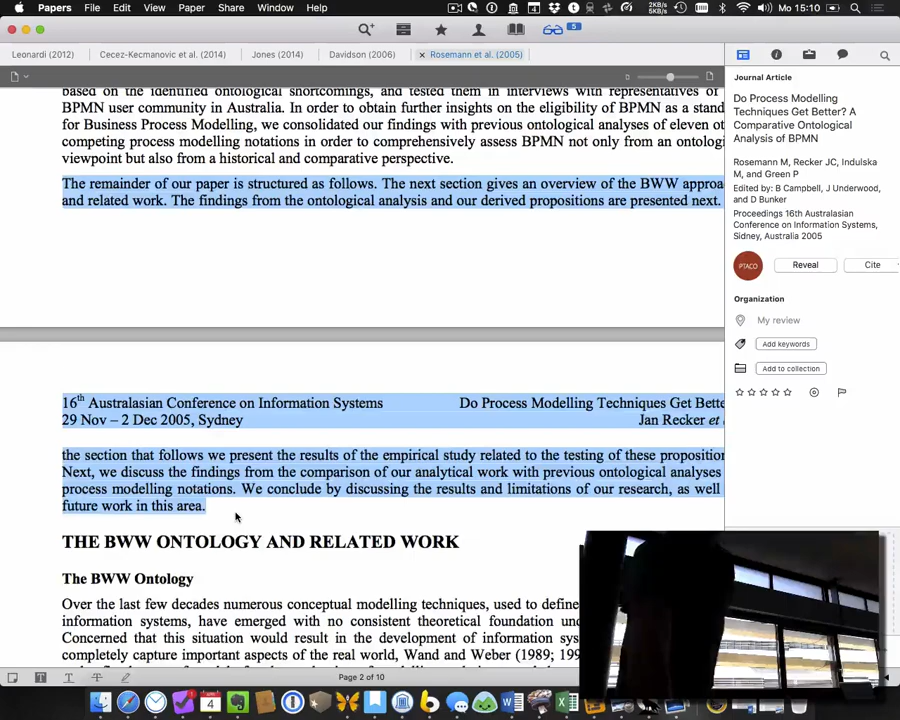 Papers File Edit View Paper Share Window Help
2KB/s
5KB/s
Mo 15:10
5
Leonardi (2012) Cecez-Kecmanovic et al. (2014) Jones (2014) Davidson (2006) × Rosemann et al. (2005)
based on the identified ontological shortcomings, and tested them in interviews with representatives of
BPMN user community in Australia. In order to obtain further insights on the eligibility of BPMN as a stand
for Business Process Modelling, we consolidated our findings with previous ontological analyses of eleven ot
competing process modelling notations in order to comprehensively assess BPMN not only from an ontologi
viewpoint but also from a historical and comparative perspective.
The remainder of our paper is structured as follows. The next section gives an overview of the BWW approa
and related work. The findings from the ontological analysis and our derived propositions are presented next.
16th Australasian Conference on Information Systems Do Process Modelling Techniques Get Bette
29 Nov – 2 Dec 2005, Sydney Jan Recker et
the section that follows we present the results of the empirical study related to the testing of these proposition
Next, we discuss the findings from the comparison of our analytical work with previous ontological analyses
process modelling notations. We conclude by discussing the results and limitations of our research, as well
future work in this area.
THE BWW ONTOLOGY AND RELATED WORK
The BWW Ontology
Over the last few decades numerous conceptual modelling techniques, used to define
information systems, have emerged with no consistent theoretical foundation und
Concerned that this situation would result in the development of information sys
completely capture important aspects of the real world, Wand and Weber (1989; 199
Page 2 of 10
Journal Article
Do Process Modelling
Techniques Get Better? A
Comparative Ontological
Analysis of BPMN
Rosemann M, Recker JC, Indulska
M, and Green P
Edited by: B Campbell, J Underwood,
and D Bunker
Proceedings 16th Australasian
Conference on Information Systems,
Sidney, Australia 2005
PTACO Reveal Cite
Organization
My review
Add keywords
Add to collection
4